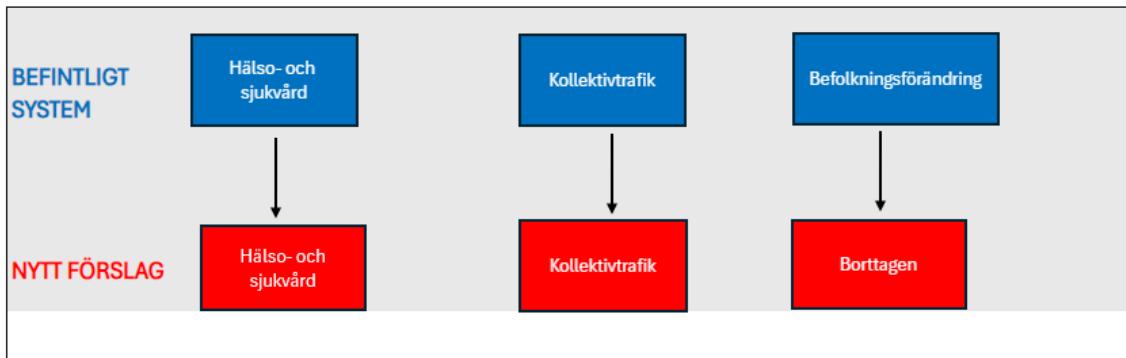 BEFINTLIGT
SYSTEM
Hälso- och
sjukvård
Kollektivtrafik
Befolkningsförändring
NYTT FÖRSLAG
Hälso- och
sjukvård
Kollektivtrafik
Borttagen